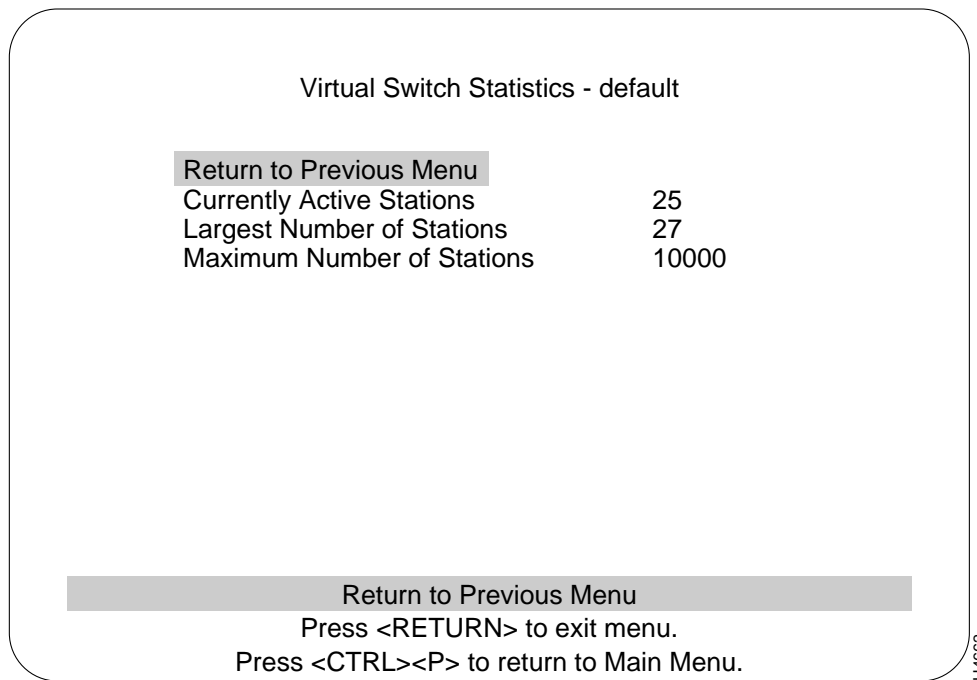 Virtual Switch Statistics - default
Return to Previous Menu
Currently Active Stations 25
Largest Number of Stations 27
Maximum Number of Stations 10000
Return to Previous Menu
Press <RETURN> to exit menu.
Press <CTRL><P> to return to Main Menu.